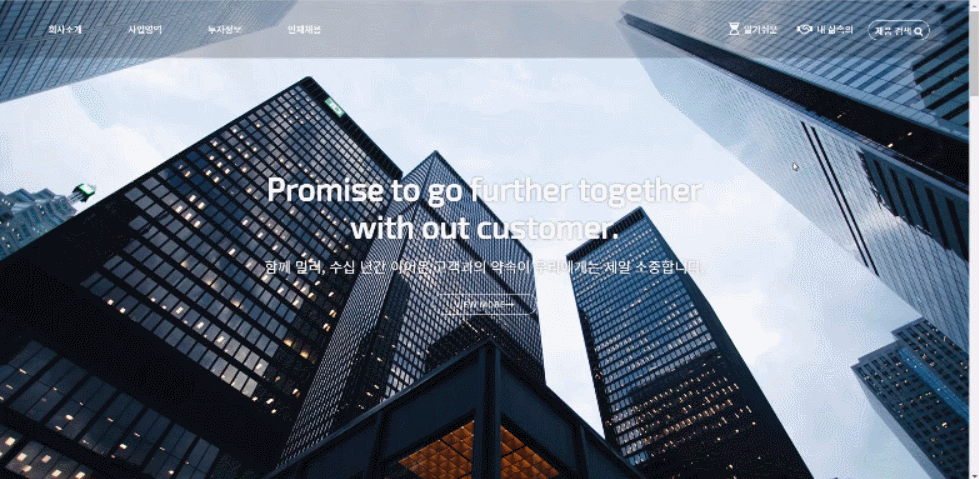 회사소개 사업영역 투자정보 인재채용 알기쉬운 내 손안의 제품 검색
Promise to go further together
with out customer.
함께 멀리, 수십 년간 이어온 고객과의 약속이 우리에게는 제일 소중합니다.
VIEW MORE